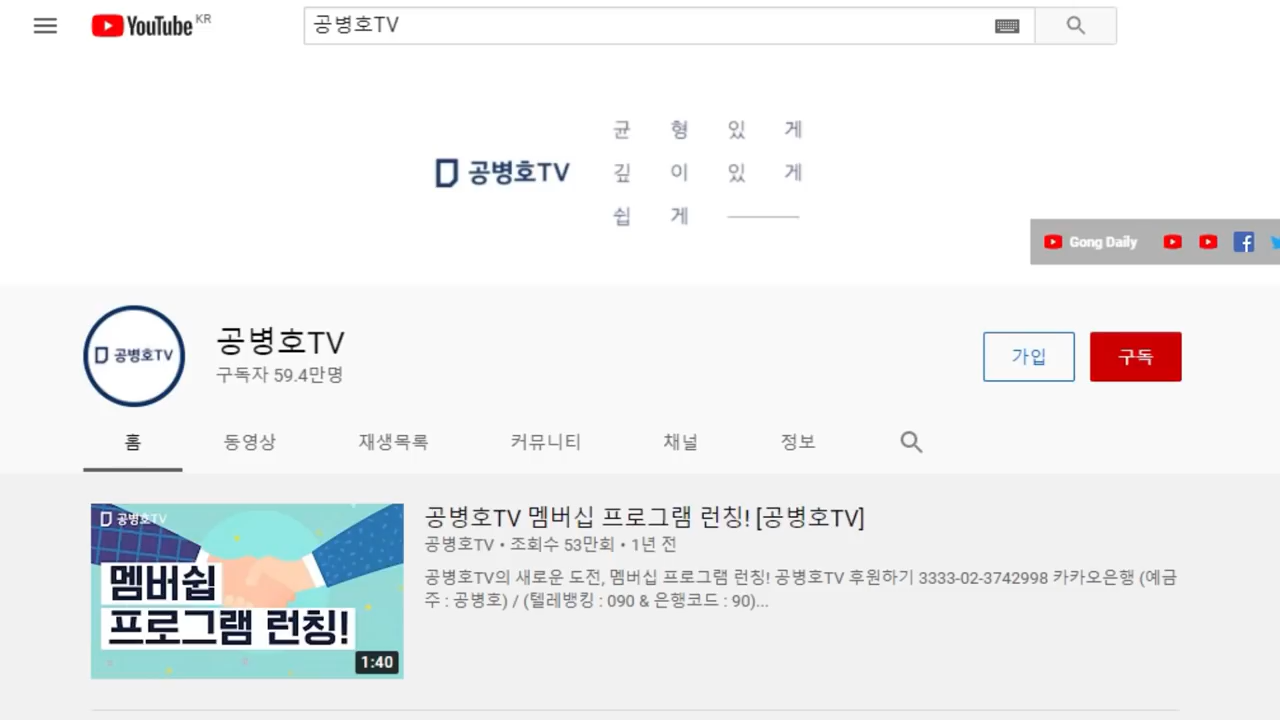 YouTube KR
공병호TV
균 형 있 게
공병호TV
깊 이 있 게
쉽 게
Gong Daily
공병호TV
공병호TV
구독자 59.4만명
가입
구독
홈
동영상
재생목록
커뮤니티
채널
정보
공병호TV
멤버쉽
프로그램 런칭!
1:40
공병호TV 멤버십 프로그램 런칭! [공병호TV]
공병호TV • 조회수 53만회 • 1년 전
공병호TV의 새로운 도전, 멤버십 프로그램 런칭! 공병호TV 후원하기 3333-02-3742998 카카오은행 (예금
주 : 공병호) / (텔레뱅킹 : 090 & 은행코드 : 90)...